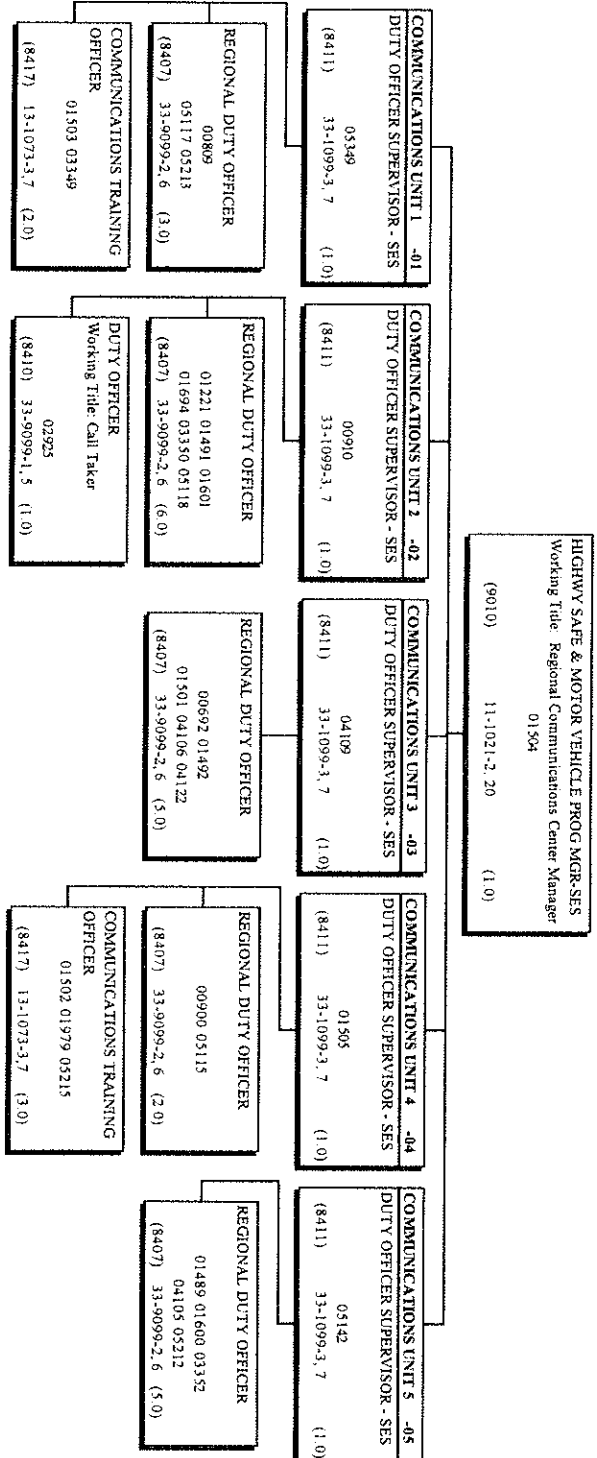 HIGHWY SAFE & MOTOR VEHICLE PROG MGR-SES
Working Title: Regional Communications Center Manager
01504
(9010) 11-1021-2, 20 (1.0)
COMMUNICATIONS UNIT 1 -01
DUTY OFFICER SUPERVISOR - SES
05349
(8411) 33-1099-3, 7 (1.0)
REGIONAL DUTY OFFICER
00809
05117 05213
(8407) 33-9099-2, 6 (3.0)
COMMUNICATIONS TRAINING
OFFICER
01503 03349
(8417) 13-1073-3,7 (2.0)
COMMUNICATIONS UNIT 2 -02
DUTY OFFICER SUPERVISOR - SES
00910
(8411) 33-1099-3, 7 (1.0)
REGIONAL DUTY OFFICER
01221 01491 01601
01694 03350 05118
(8407) 33-9099-2, 6 (6.0)
DUTY OFFICER
Working Title: Call Taker
02925
(8410) 33-9099-1, 5 (1.0)
COMMUNICATIONS UNIT 3 -03
DUTY OFFICER SUPERVISOR - SES
04109
(8411) 33-1099-3, 7 (1.0)
REGIONAL DUTY OFFICER
00692 01492
01501 04106 04122
(8407) 33-9099-2, 6 (5.0)
COMMUNICATIONS UNIT 4 -04
DUTY OFFICER SUPERVISOR - SES
01505
(8411) 33-1099-3, 7 (1.0)
REGIONAL DUTY OFFICER
00900 05115
(8407) 33-9099-2, 6 (2 0)
COMMUNICATIONS TRAINING
OFFICER
01502 01979 05215
(8417) 13-1073-3,7 (3.0)
COMMUNICATIONS UNIT 5 -05
DUTY OFFICER SUPERVISOR - SES
05142
(8411) 33-1099-3, 7 (1.0)
REGIONAL DUTY OFFICER
01489 01600 03352
04105 05212
(8407) 33-9099-2, 6 (5.0)